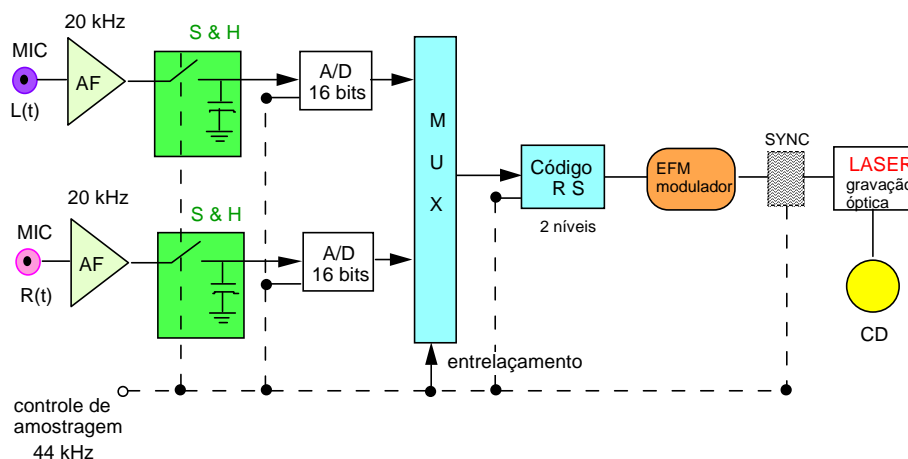 20 kHz
S & H
MIC
AF
L(t)
A/D
16 bits
M
U
X
20 kHz
S & H
MIC
AF
R(t)
A/D
16 bits
Código
R S
2 níveis
EFM
modulador
SYNC
LASER
gravação
óptica
CD
entrelaçamento
controle de
amostragem
44 kHz